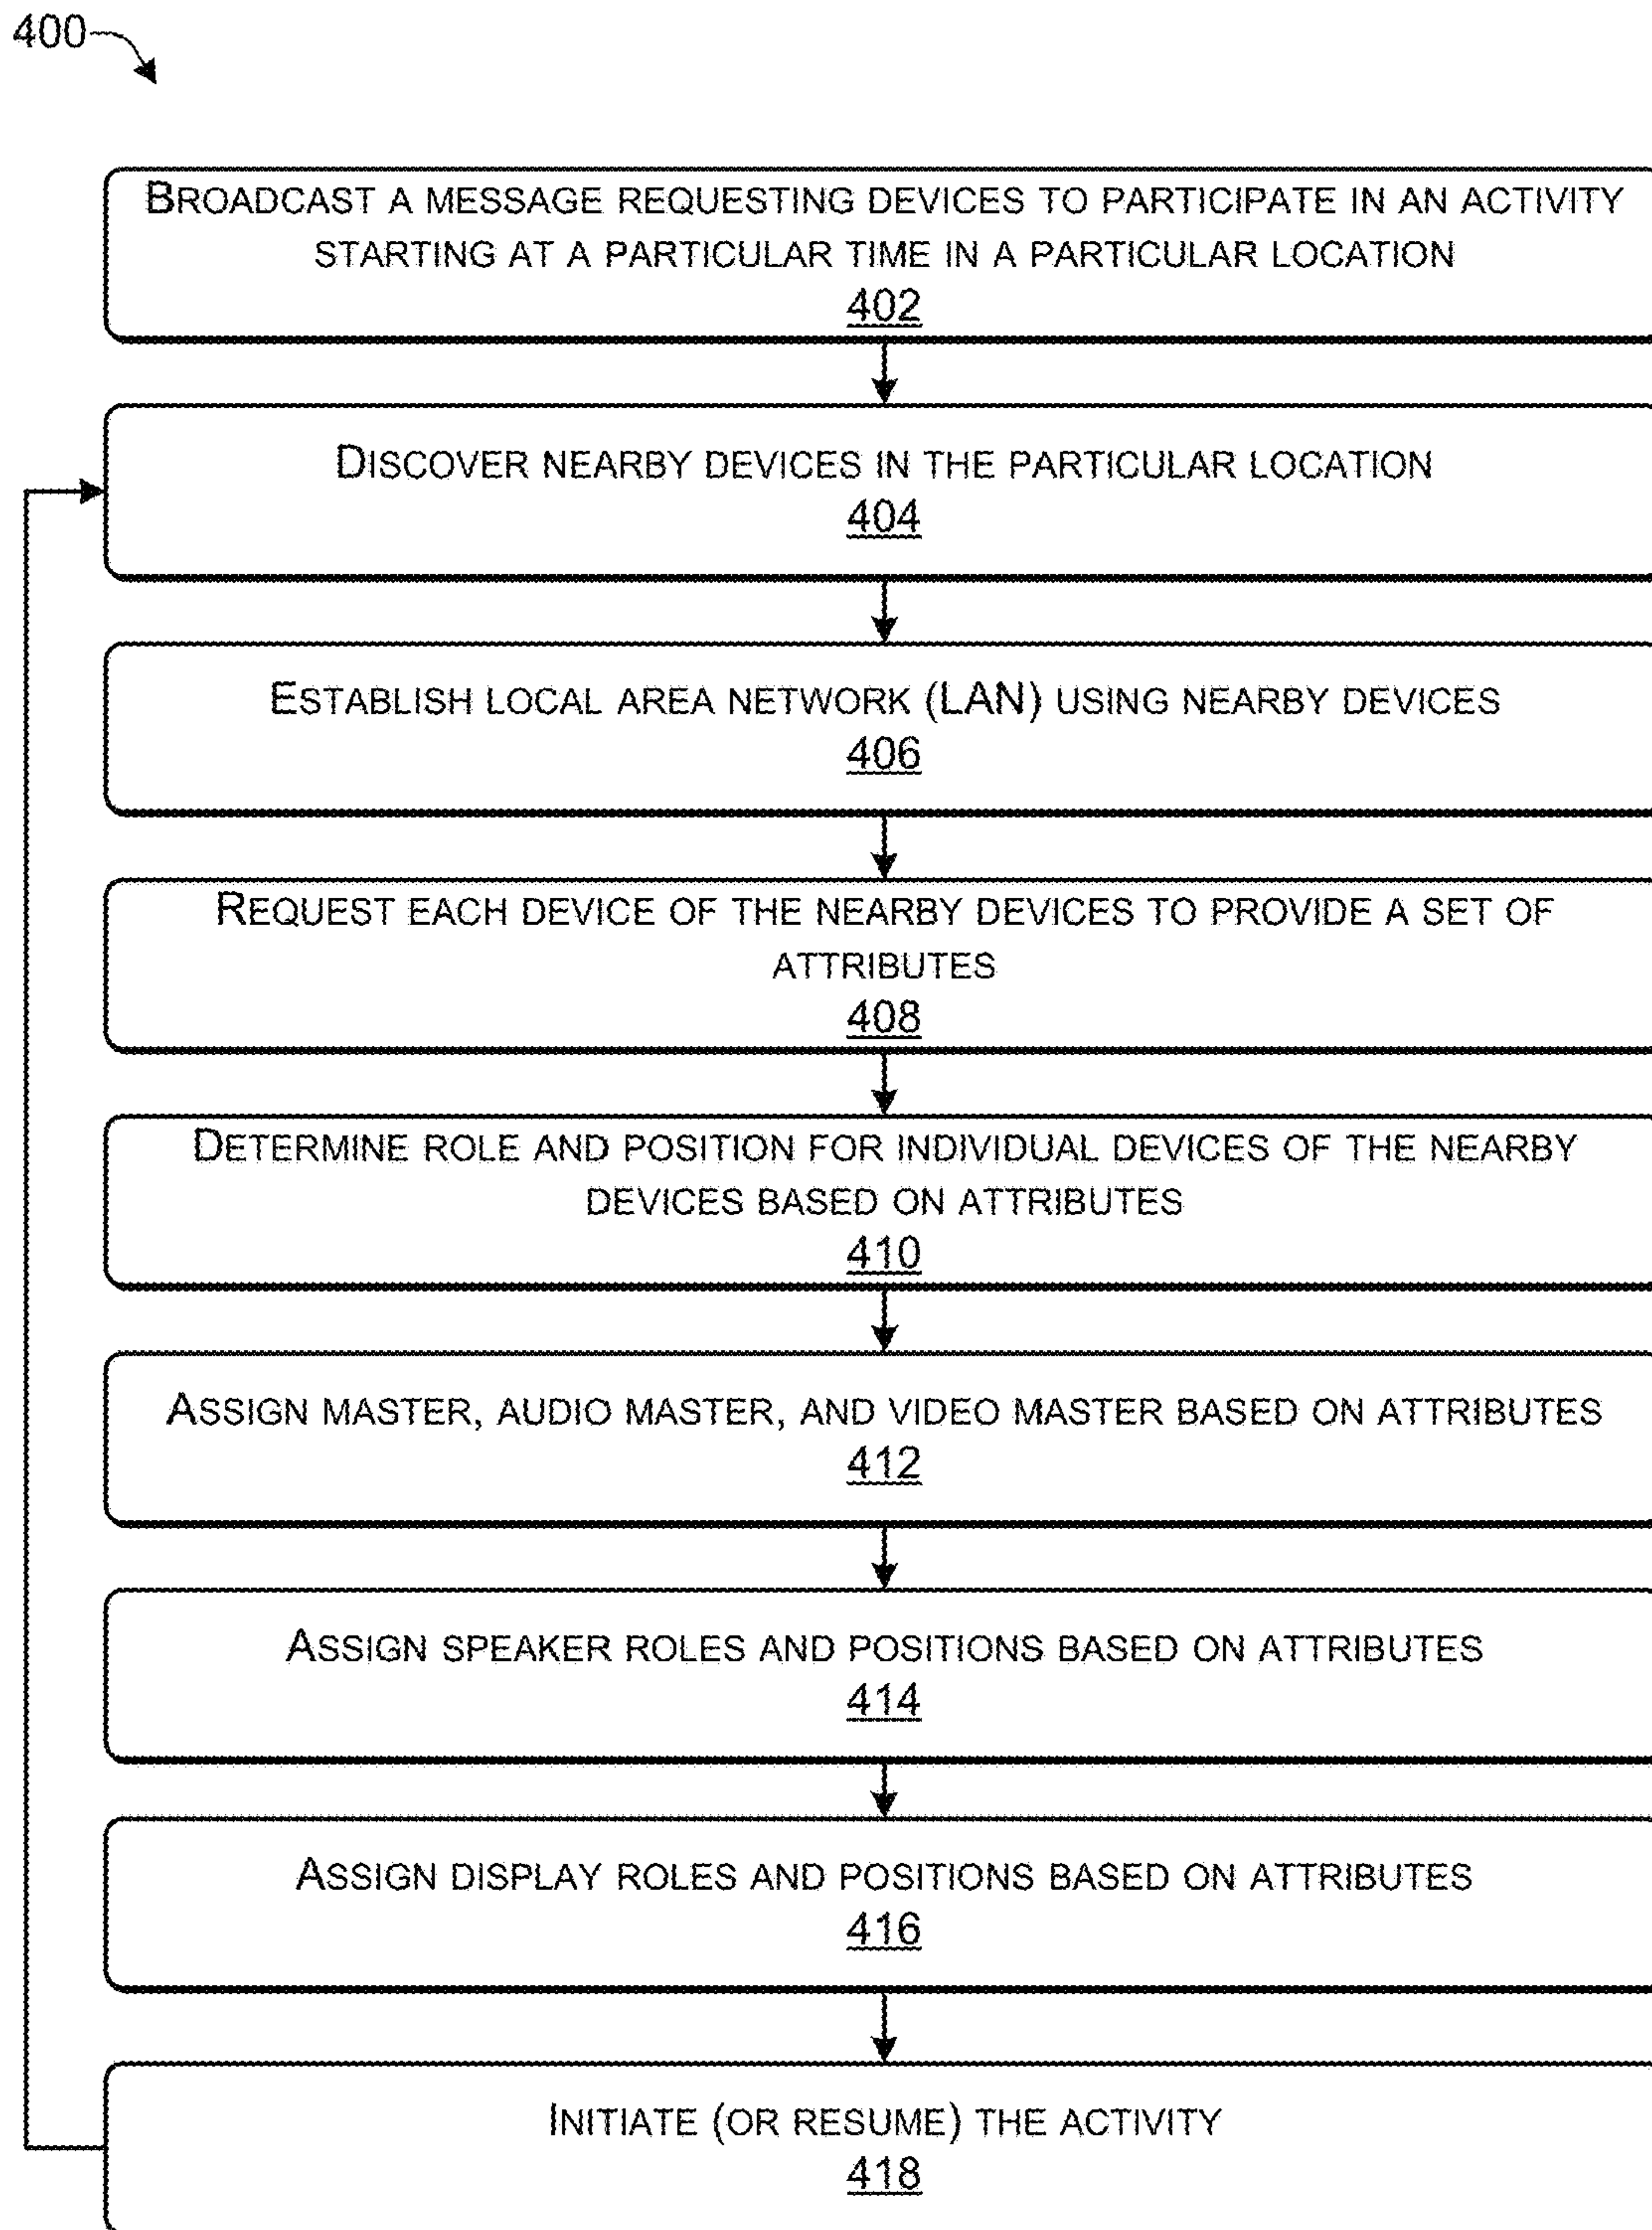 400
BROADCAST A MESSAGE REQUESTING DEVICES TO PARTICIPATE IN AN ACTIVITY
STARTING AT A PARTICULAR TIME IN A PARTICULAR LOCATION
402
DISCOVER NEARBY DEVICES IN THE PARTICULAR LOCATION
404
ESTABLISH LOCAL AREA NETWORK (LAN) USING NEARBY DEVICES
406
REQUEST EACH DEVICE OF THE NEARBY DEVICES TO PROVIDE A SET OF
ATTRIBUTES
408
DETERMINE ROLE AND POSITION FOR INDIVIDUAL DEVICES OF THE NEARBY
DEVICES BASED ON ATTRIBUTES
410
ASSIGN MASTER, AUDIO MASTER, AND VIDEO MASTER BASED ON ATTRIBUTES
412
ASSIGN SPEAKER ROLES AND POSITIONS BASED ON ATTRIBUTES
414
ASSIGN DISPLAY ROLES AND POSITIONS BASED ON ATTRIBUTES
416
INITIATE (OR RESUME) THE ACTIVITY
418